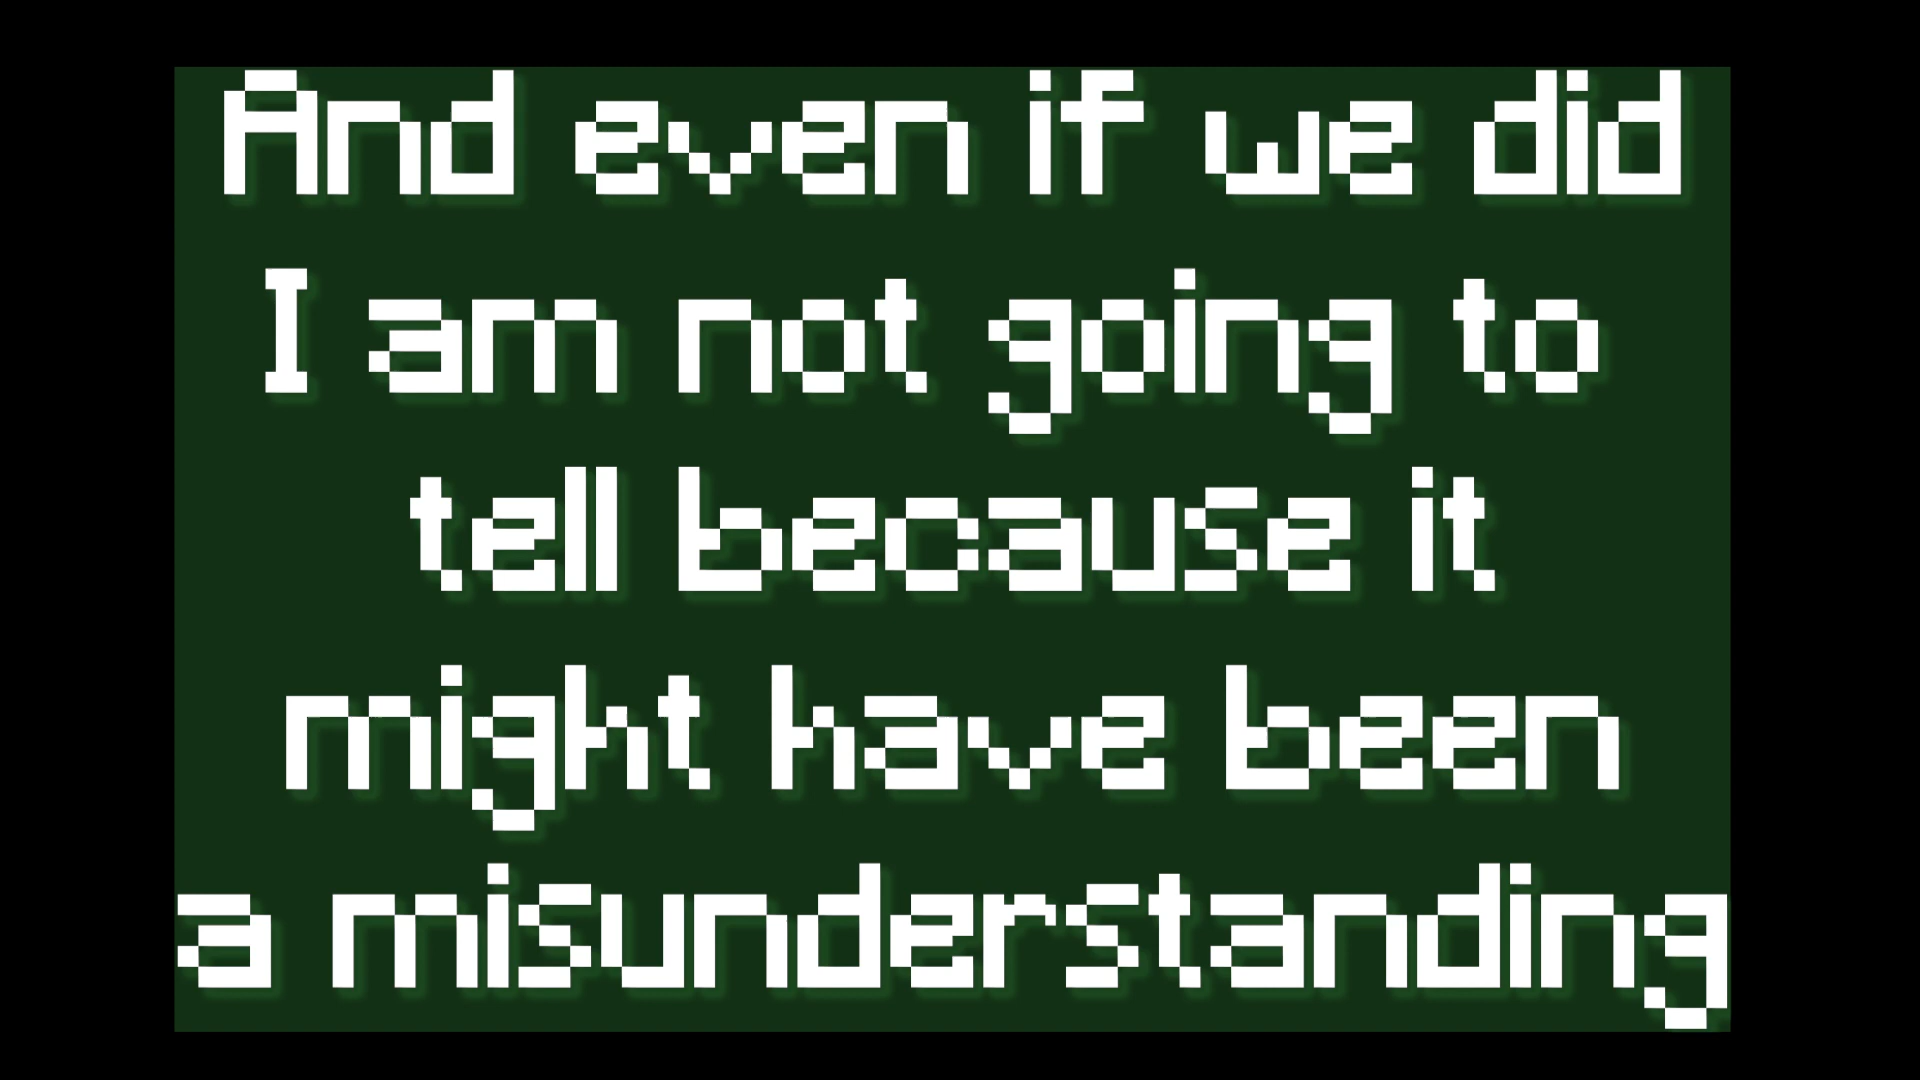 And even if we did
I am not going to
tell because it
might have been
a misunderstanding